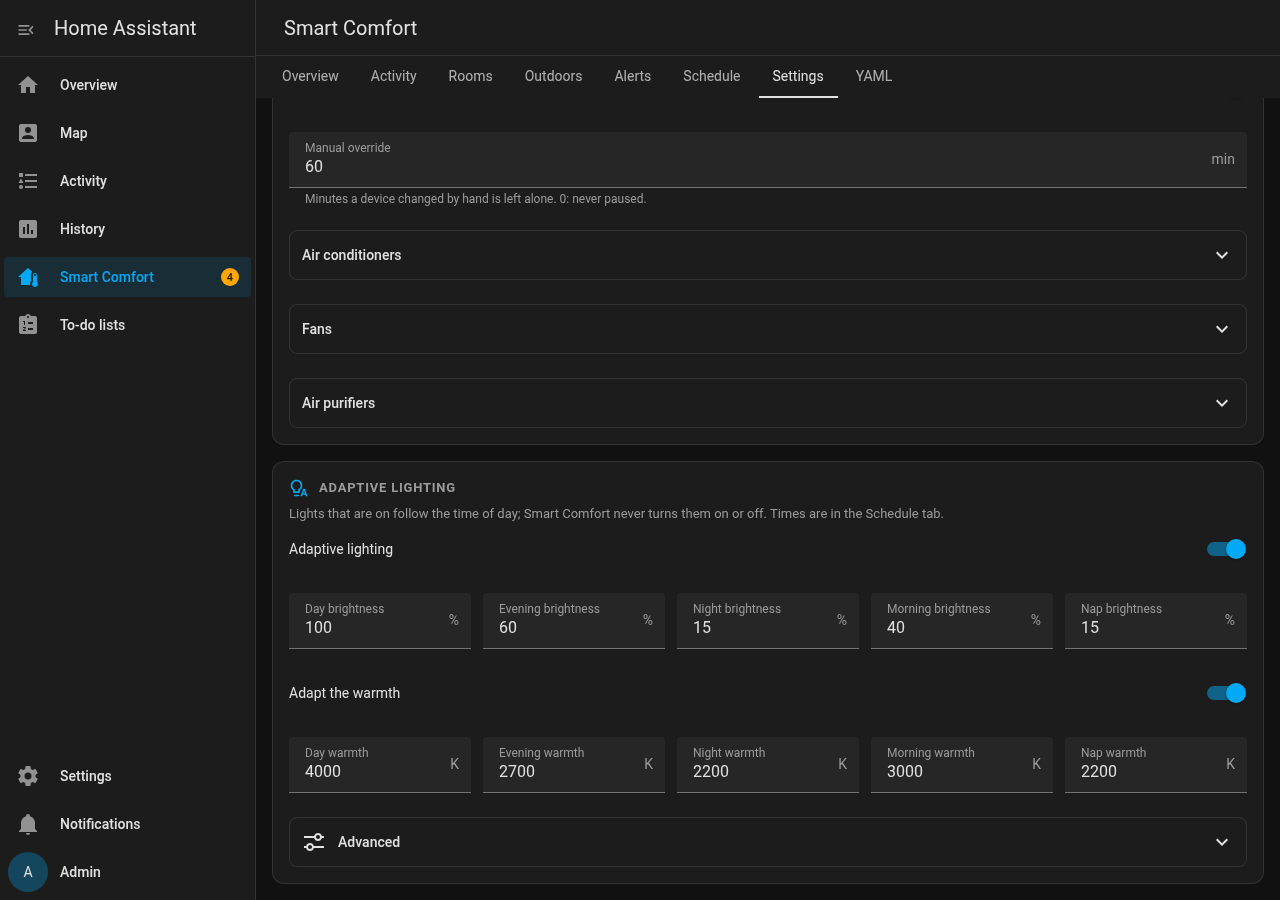 Home Assistant
Smart Comfort
Overview
Activity
Rooms
Outdoors
Alerts
Schedule
Settings
YAML
Overview
Map
Activity
History
Smart Comfort
4
To-do lists
Settings
Notifications
A
Admin
Manual override
60
min
Minutes a device changed by hand is left alone. 0: never paused.
Air conditioners
Fans
Air purifiers
ADAPTIVE LIGHTING
Lights that are on follow the time of day; Smart Comfort never turns them on or off. Times are in the Schedule tab.
Adaptive lighting
Day brightness
100
%
Evening brightness
60
%
Night brightness
15
%
Morning brightness
40
%
Nap brightness
15
%
Adapt the warmth
Day warmth
4000
K
Evening warmth
2700
K
Night warmth
2200
K
Morning warmth
3000
K
Nap warmth
2200
K
Advanced